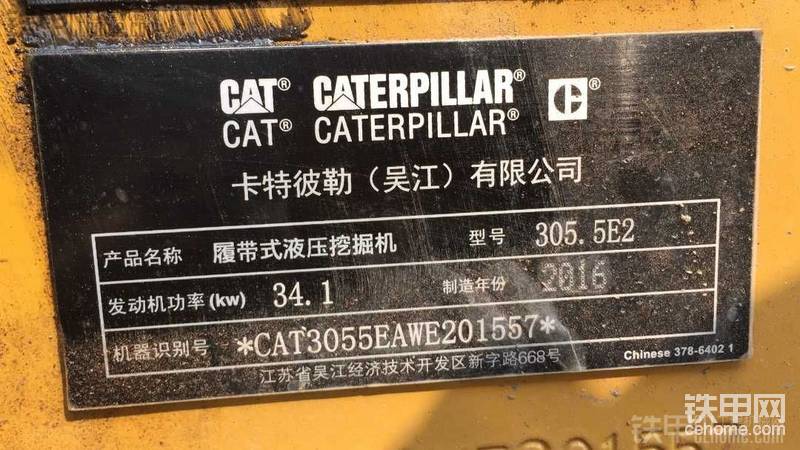 CAT® CATERPILLAR® C®
CAT® CATERPILLAR®
卡特彼勒（吴江）有限公司
产品名称 履带式液压挖掘机 型号 305.5E2
发动机功率(kw) 34.1 制造年份 2016
机器识别号 *CAT3055EAWE201557*
江苏省吴江经济技术开发区新字路668号 Chinese 378-6402 1
铁甲网
cehome.com